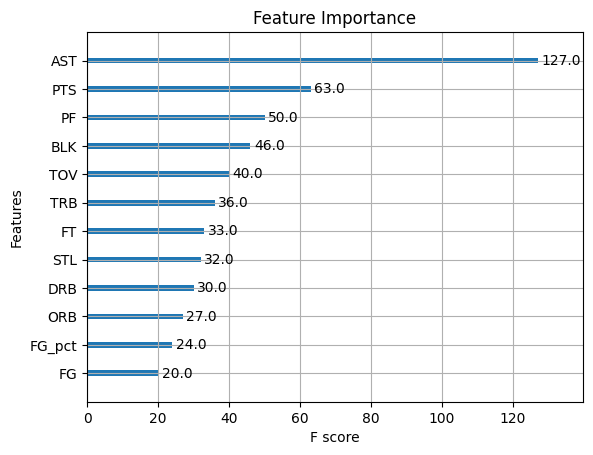 Feature Importance
AST 127.0
PTS 63.0
PF 50.0
BLK 46.0
TOV 40.0
TRB 36.0
FT 33.0
STL 32.0
DRB 30.0
ORB 27.0
FG_pct 24.0
FG 20.0
Features
0 20 40 60 80 100 120
F score